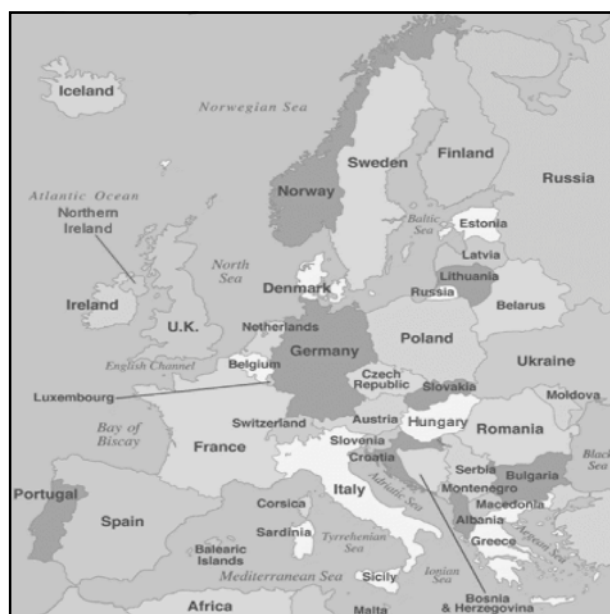 Iceland
Norwegian Sea
Sweden
Finland
Russia
Norway
Atlantic Ocean
Northern
Ireland
Baltic
Sea
Estonia
Latvia
Lithuania
Russia
North
Sea
Denmark
Ireland
U.K.
Belarus
Netherlands
Poland
Germany
English Channel
Belgium
Ukraine
Czech
Republic
Slovakia
Luxembourg
Moldova
Bay of
Biscay
Switzerland
Austria
Hungary
Romania
France
Slovenia
Croatia
Black
Sea
Serbia
Bulgaria
Portugal
Spain
Italy
Adriatic Sea
Montenegro
Macedonia
Corsica
Sardinia
Albania
Tyrrehenian
Sea
Greece
Aegean Sea
Balearic
Islands
Mediterranean Sea
Sicily
Ionian
Sea
Bosnia
& Herzegovina
Africa
Malta